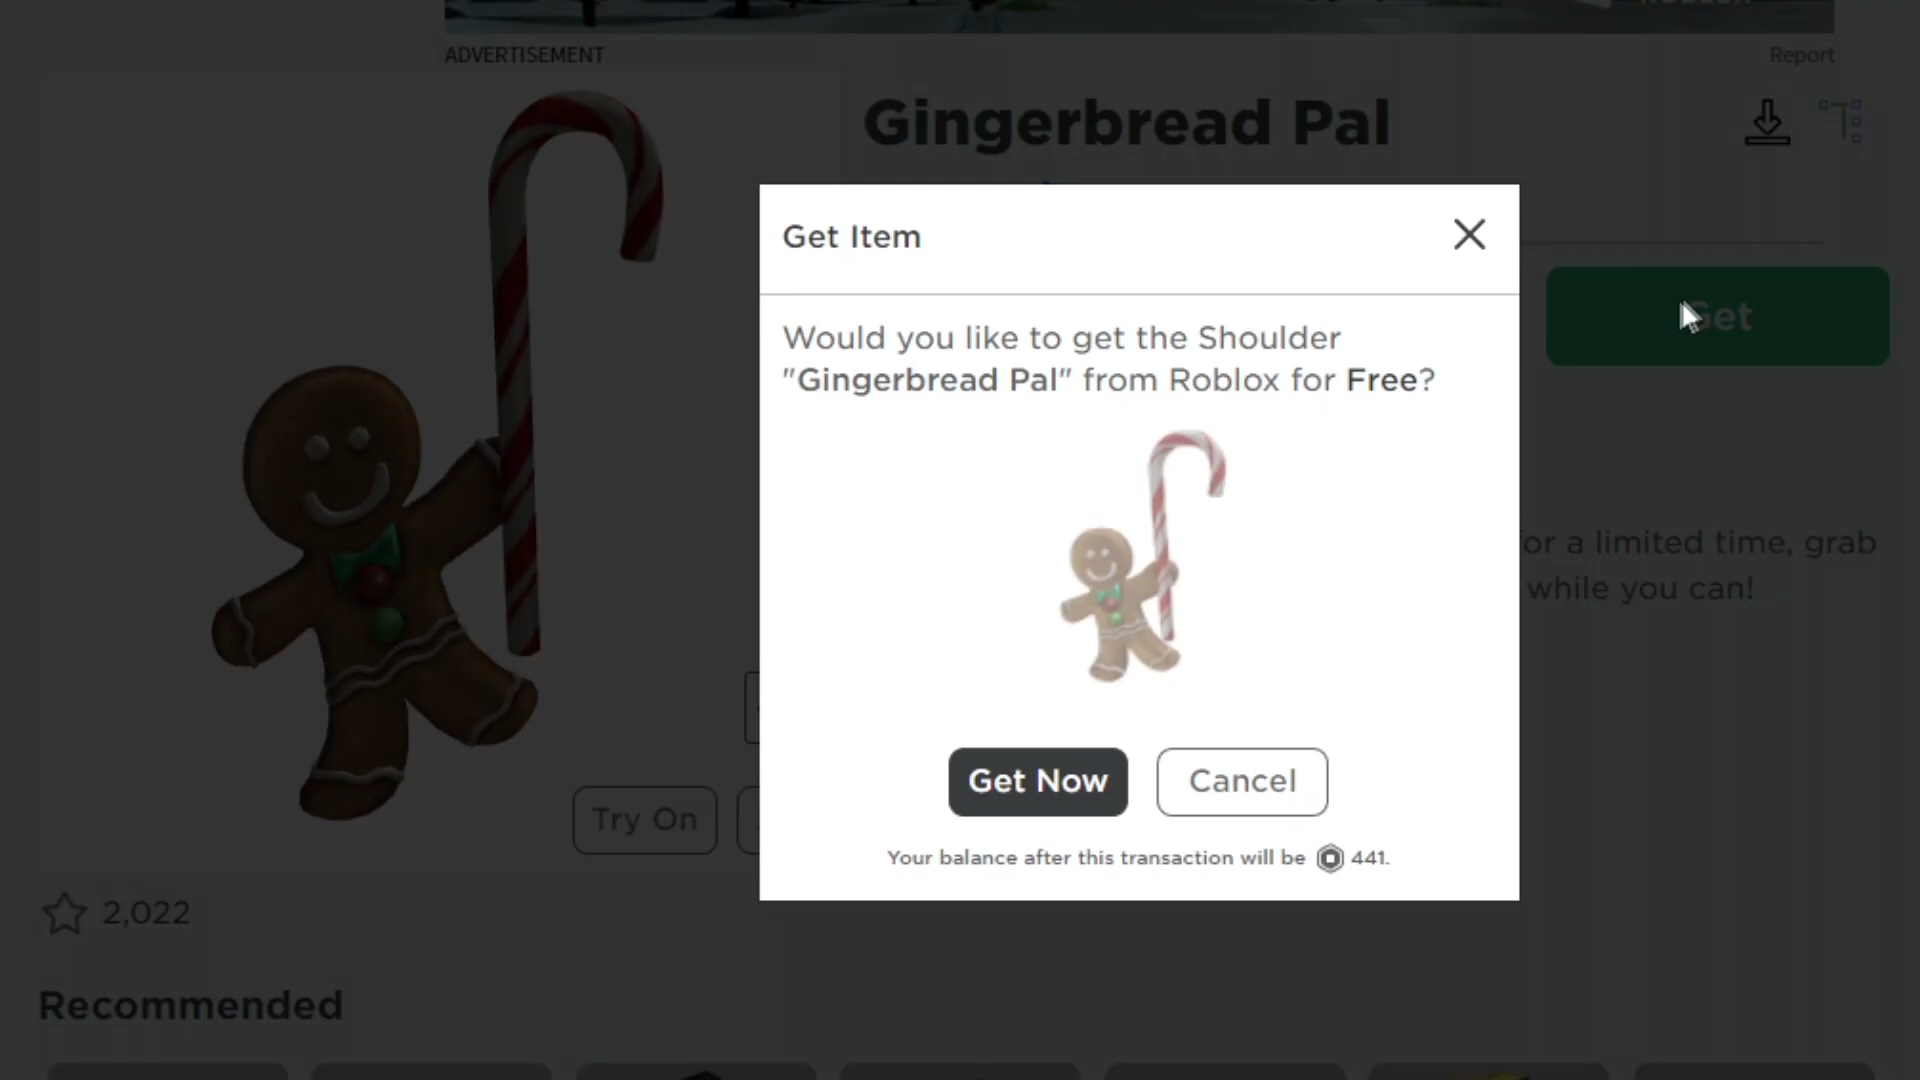 ADVERTISEMENT
Report
Gingerbread Pal
Get Item
Would you like to get the Shoulder
"Gingerbread Pal" from Roblox for Free?
Get
or a limited time, grab
while you can!
Get Now
Cancel
Try On
Your balance after this transaction will be 441.
2,022
Recommended